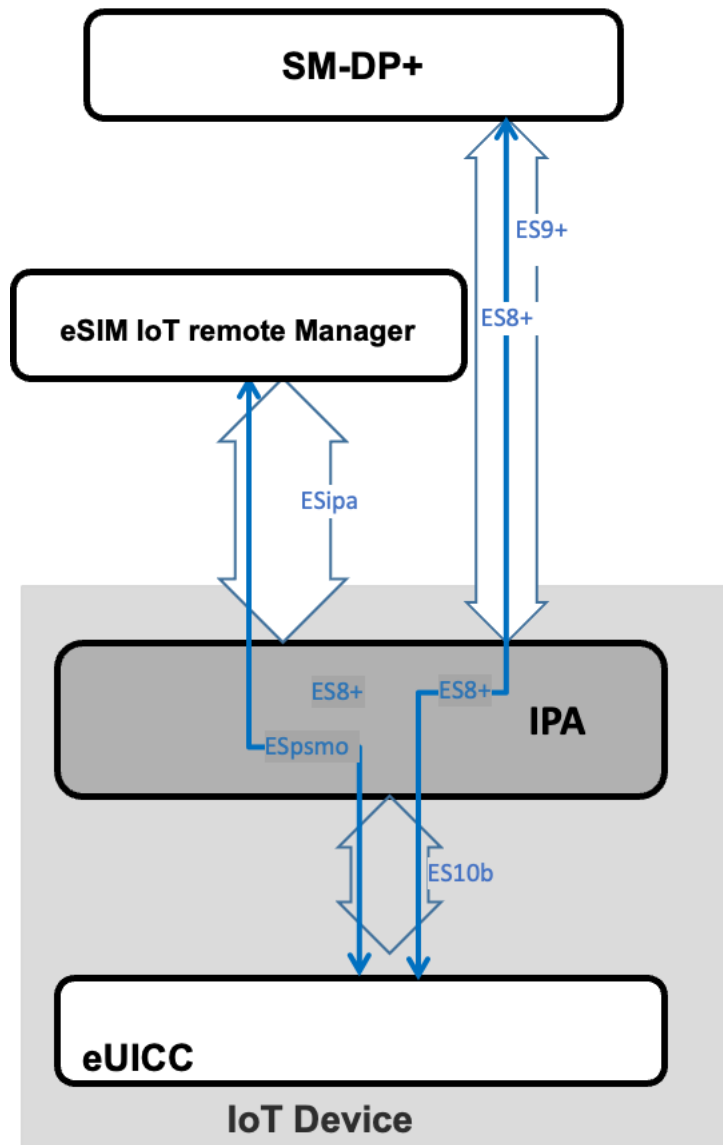 SM-DP+
ES9+
eSIM IoT remote Manager
ES8+
ESipa
ES8+
ES8+
IPA
ESpsmo
ES10b
eUICC
IoT Device